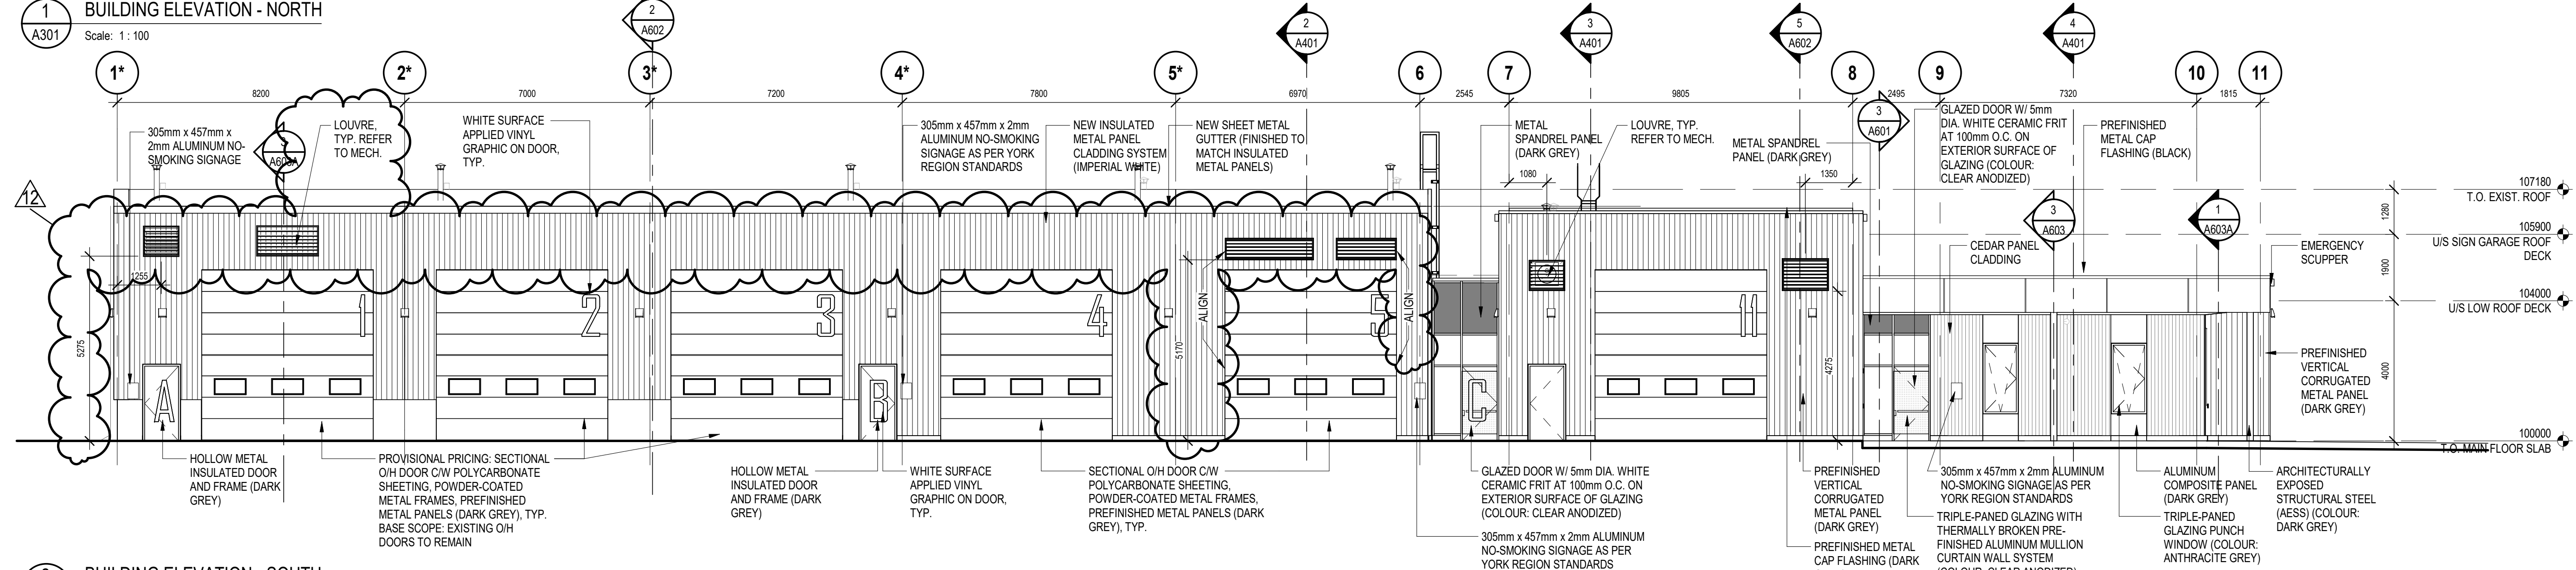 1
A301
BUILDING ELEVATION - NORTH
Scale: 1 : 100
2
A602
2
A401
3
A401
5
A602
4
A401
1*
2*
3*
4*
5*
6
7
8
9
10
11
8200
7000
7200
7800
6970
2545
9805
2495
7320
1815
305mm x 457mm x
2mm ALUMINUM NO-
SMOKING SIGNAGE
A603A
LOUVRE,
TYP. REFER
TO MECH.
WHITE SURFACE
APPLIED VINYL
GRAPHIC ON DOOR,
TYP.
305mm x 457mm x 2mm
ALUMINUM NO-SMOKING
SIGNAGE AS PER YORK
REGION STANDARDS
NEW INSULATED
METAL PANEL
CLADDING SYSTEM
(IMPERIAL WHITE)
NEW SHEET METAL
GUTTER (FINISHED TO
MATCH INSULATED
METAL PANELS)
METAL
SPANDREL PANEL
(DARK GREY)
LOUVRE, TYP.
REFER TO MECH.
METAL SPANDREL
PANEL (DARK GREY)
3
A601
GLAZED DOOR W/ 5mm
DIA. WHITE CERAMIC FRIT
AT 100mm O.C. ON
EXTERIOR SURFACE OF
GLAZING (COLOUR:
CLEAR ANODIZED)
PREFINISHED
METAL CAP
FLASHING (BLACK)
1080
1350
12
107180
T.O. EXIST. ROOF
1280
105900
U/S SIGN GARAGE ROOF
DECK
1900
104000
U/S LOW ROOF DECK
4000
100000
T.O. MAIN FLOOR SLAB
3
A603
1
A603A
CEDAR PANEL
CLADDING
EMERGENCY
SCUPPER
PREFINISHED
VERTICAL
CORRUGATED
METAL PANEL
(DARK GREY)
1255
5275
5170
4275
ALIGN
ALIGN
1
2
3
4
5
11
A
B
C
HOLLOW METAL
INSULATED DOOR
AND FRAME (DARK
GREY)
PROVISIONAL PRICING: SECTIONAL
O/H DOOR C/W POLYCARBONATE
SHEETING, POWDER-COATED
METAL FRAMES, PREFINISHED
METAL PANELS (DARK GREY), TYP.
BASE SCOPE: EXISTING O/H
DOORS TO REMAIN
HOLLOW METAL
INSULATED DOOR
AND FRAME (DARK
GREY)
WHITE SURFACE
APPLIED VINYL
GRAPHIC ON DOOR,
TYP.
SECTIONAL O/H DOOR C/W
POLYCARBONATE SHEETING,
POWDER-COATED METAL FRAMES,
PREFINISHED METAL PANELS (DARK
GREY), TYP.
GLAZED DOOR W/ 5mm DIA. WHITE
CERAMIC FRIT AT 100mm O.C. ON
EXTERIOR SURFACE OF GLAZING
(COLOUR: CLEAR ANODIZED)
305mm x 457mm x 2mm ALUMINUM
NO-SMOKING SIGNAGE AS PER
YORK REGION STANDARDS
PREFINISHED
VERTICAL
CORRUGATED
METAL PANEL
(DARK GREY)
PREFINISHED METAL
CAP FLASHING (DARK
305mm x 457mm x 2mm ALUMINUM
NO-SMOKING SIGNAGE AS PER
YORK REGION STANDARDS
TRIPLE-PANED GLAZING WITH
THERMALLY BROKEN PRE-
FINISHED ALUMINUM MULLION
CURTAIN WALL SYSTEM
(COLOUR: CLEAR ANODIZED)
ALUMINUM
COMPOSITE PANEL
(DARK GREY)
TRIPLE-PANED
GLAZING PUNCH
WINDOW (COLOUR:
ANTHRACITE GREY)
ARCHITECTURALLY
EXPOSED
STRUCTURAL STEEL
(AESS) (COLOUR:
DARK GREY)
BUILDING ELEVATION - SOUTH